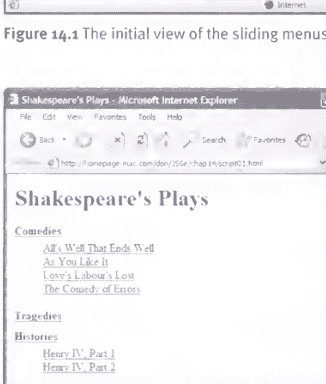 Internet
Figure 14.1 The initial view of the sliding menus
Shakespeare's Plays - Microsoft Internet Explorer
File Edit View Favorites Tools Help
Back Search Favorites
http://homepage.mac.com/don/JS6e/chap14/script01.html
Shakespeare's Plays
Comedies
All's Well That Ends Well
As You Like It
Love's Labour's Lost
The Comedy of Errors
Tragedies
Histories
Henry IV, Part 1
Henry IV, Part 2